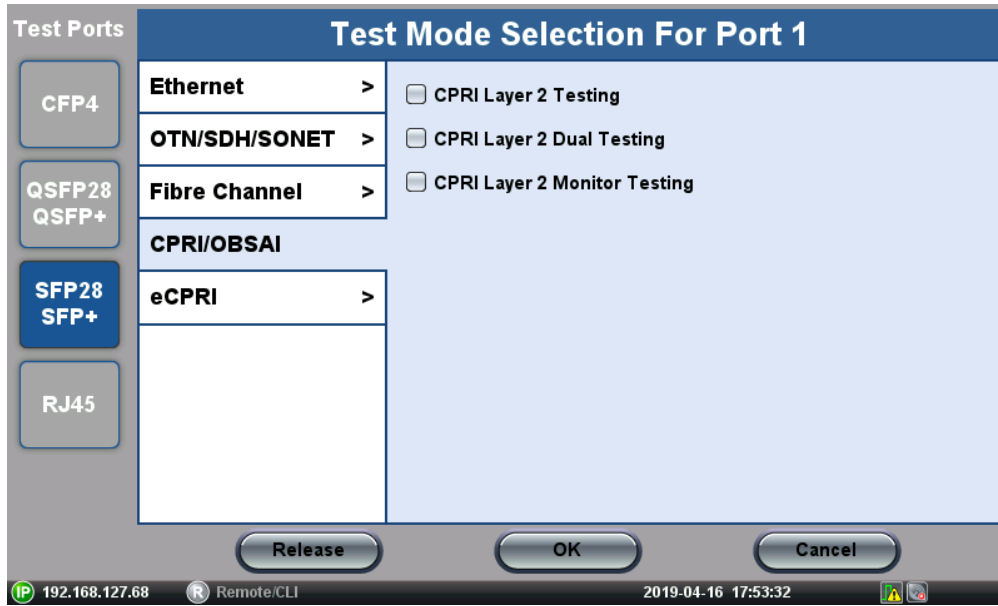 Test Ports
Test Mode Selection For Port 1
CFP4
QSFP28
QSFP+
SFP28
SFP+
RJ45
Ethernet >
OTN/SDH/SONET >
Fibre Channel >
CPRI/OBSAI
eCPRI >
CPRI Layer 2 Testing
CPRI Layer 2 Dual Testing
CPRI Layer 2 Monitor Testing
Release
OK
Cancel
IP 192.168.127.68
R Remote/CLI
2019-04-16 17:53:32